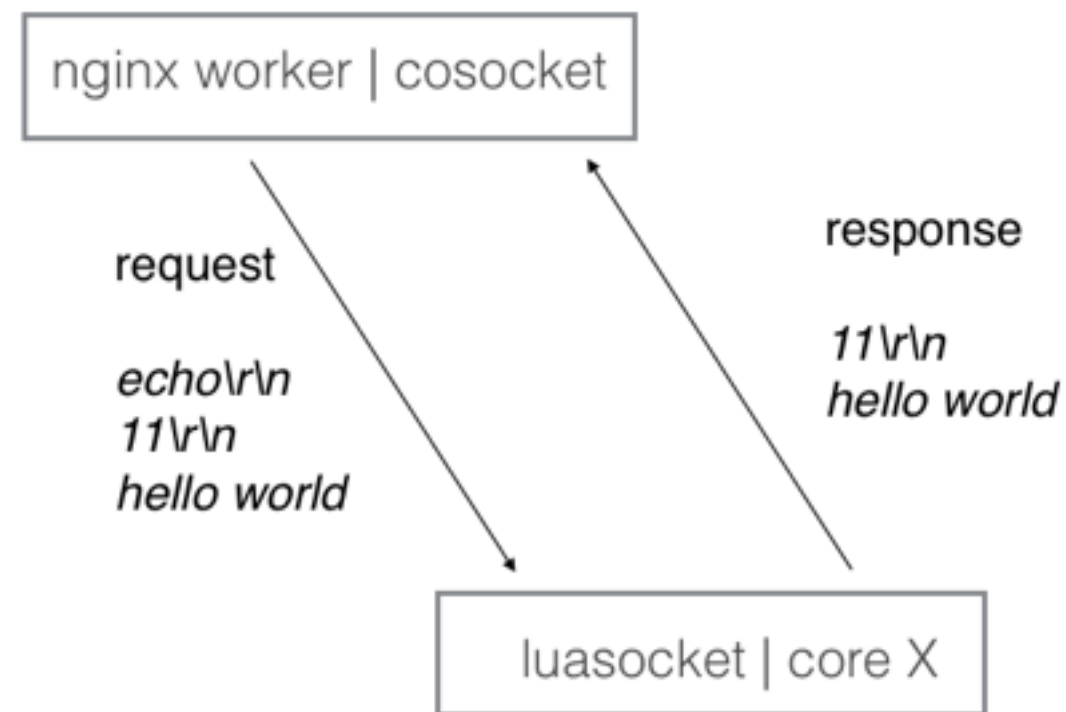 nginx worker | cosocket
request
echo\r\n
11\r\n
hello world
response
11\r\n
hello world
luasocket | core X